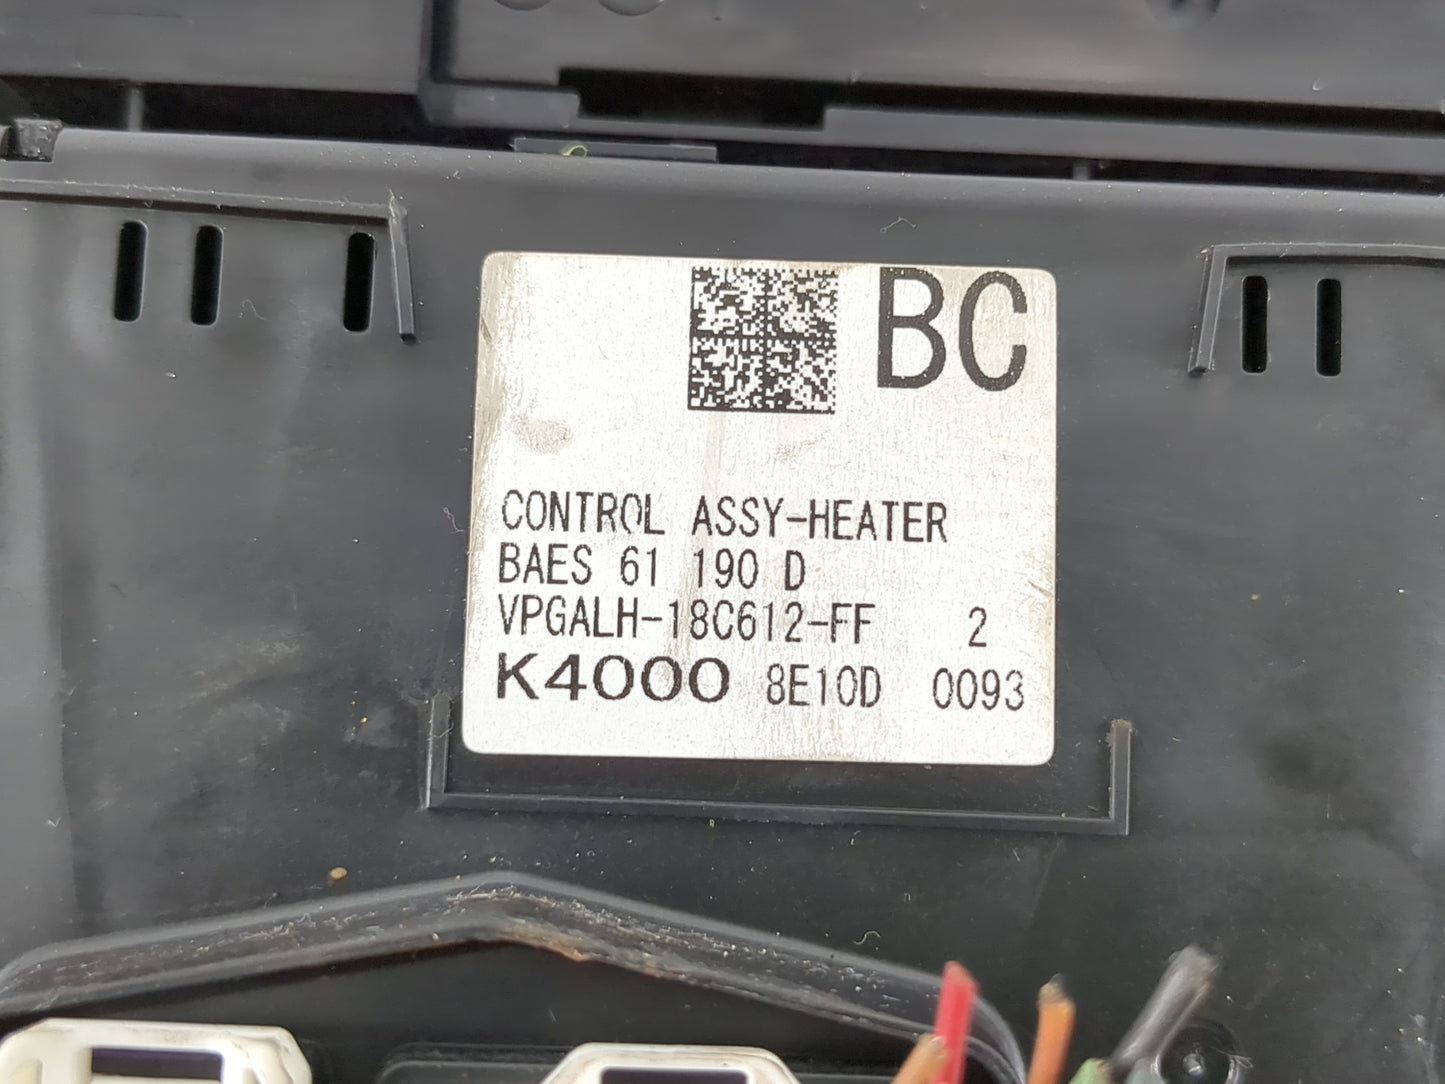 BC
CONTROL ASSY-HEATER
BAES 61 190 D
VPGALH-18C612-FF 2
K4000 8E10D 0093